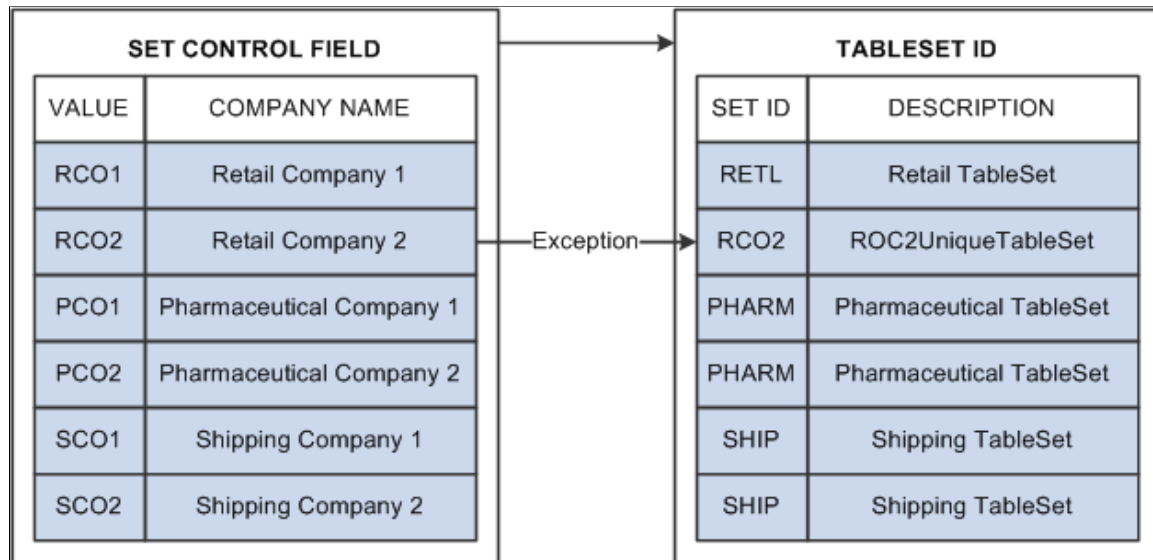 SET CONTROL FIELD
VALUE COMPANY NAME
RCO1 Retail Company 1
RCO2 Retail Company 2
PCO1 Pharmaceutical Company 1
PCO2 Pharmaceutical Company 2
SCO1 Shipping Company 1
SCO2 Shipping Company 2
Exception
TABLESET ID
SET ID DESCRIPTION
RETL Retail TableSet
RCO2 ROC2UniqueTableSet
PHARM Pharmaceutical TableSet
PHARM Pharmaceutical TableSet
SHIP Shipping TableSet
SHIP Shipping TableSet